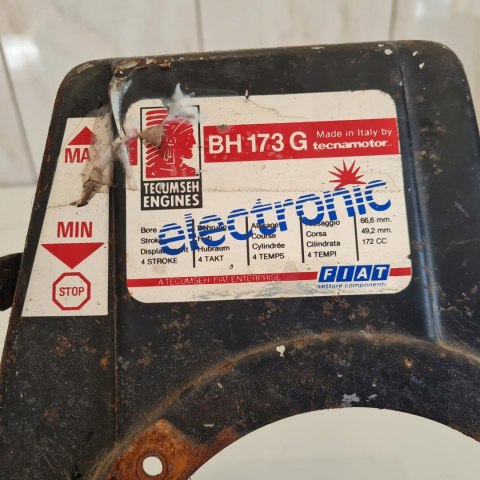 MA
MIN
STOP
TECUMSEH
ENGINES
BH 173 G
Made in Italy by
tecnamotor
electronic
Bore
Stroke
4 STROKE
Hubraum
4 TAKT
Course
Cylindrée
4 TEMPS
Corsa
Cilindrata
4 TEMPI
66,6 mm.
49,2 mm.
172 CC
A TECUMSEH FIAT ENTERPRISE
FIAT
settore componenti